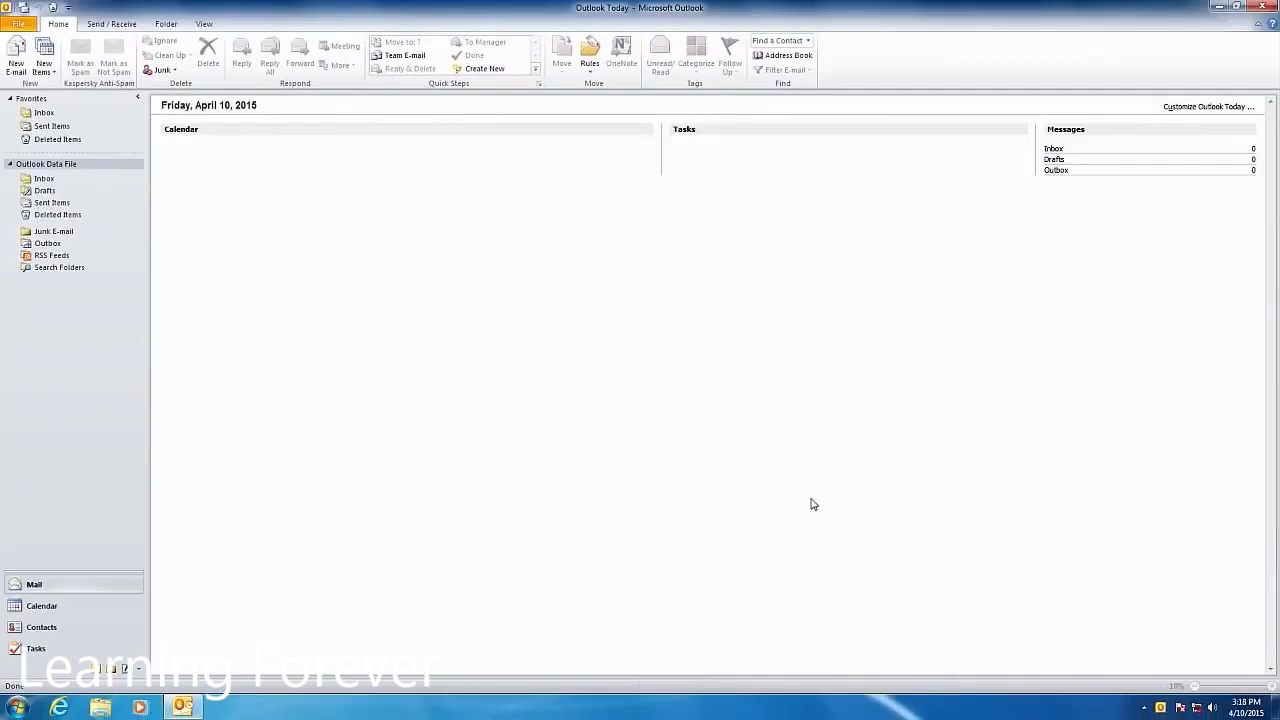 Outlook Today - Microsoft Outlook
File Home Send / Receive Folder View
New E-mail
New Items
New
Mark as Spam
Mark as Not Spam
Kaspersky Anti-Spam
Ignore
Clean Up
Junk
Delete
Delete
Reply
Reply All
Forward
Meeting
More
Respond
Move to: ?
Team E-mail
Reply & Delete
To Manager
Done
Create New
Quick Steps
Move
Rules
OneNote
Move
Unread/ Read
Categorize
Follow Up
Tags
Find a Contact
Address Book
Filter E-mail
Find
Favorites
Inbox
Sent Items
Deleted Items
Outlook Data File
Inbox
Drafts
Sent Items
Deleted Items
Junk E-mail
Outbox
RSS Feeds
Search Folders
Mail
Calendar
Contacts
Tasks
Friday, April 10, 2015
Customize Outlook Today ...
Calendar
Tasks
Messages
Inbox 0
Drafts 0
Outbox 0
Learning Forever
Done
10%
3:18 PM
4/10/2015